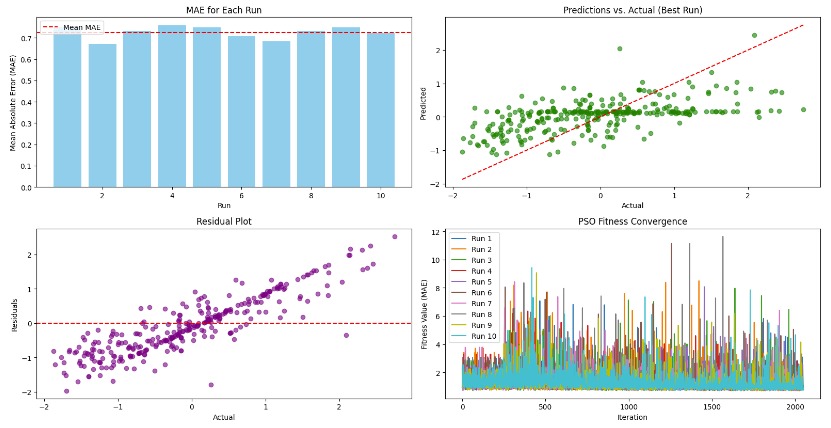 MAE for Each Run
Mean MAE
Mean Absolute Error (MAE)
0.7
0.6
0.5
0.4
0.3
0.2
0.1
0.0
2
4
6
8
10
Run
Predictions vs. Actual (Best Run)
Predicted
2
1
0
−1
−2
−2
−1
0
1
2
Actual
Residual Plot
Residuals
2
1
0
−1
−2
−2
−1
0
1
2
Actual
PSO Fitness Convergence
Fitness Value (MAE)
12
10
8
6
4
2
Run 1
Run 2
Run 3
Run 4
Run 5
Run 6
Run 7
Run 8
Run 9
Run 10
0
500
1000
1500
2000
Iteration